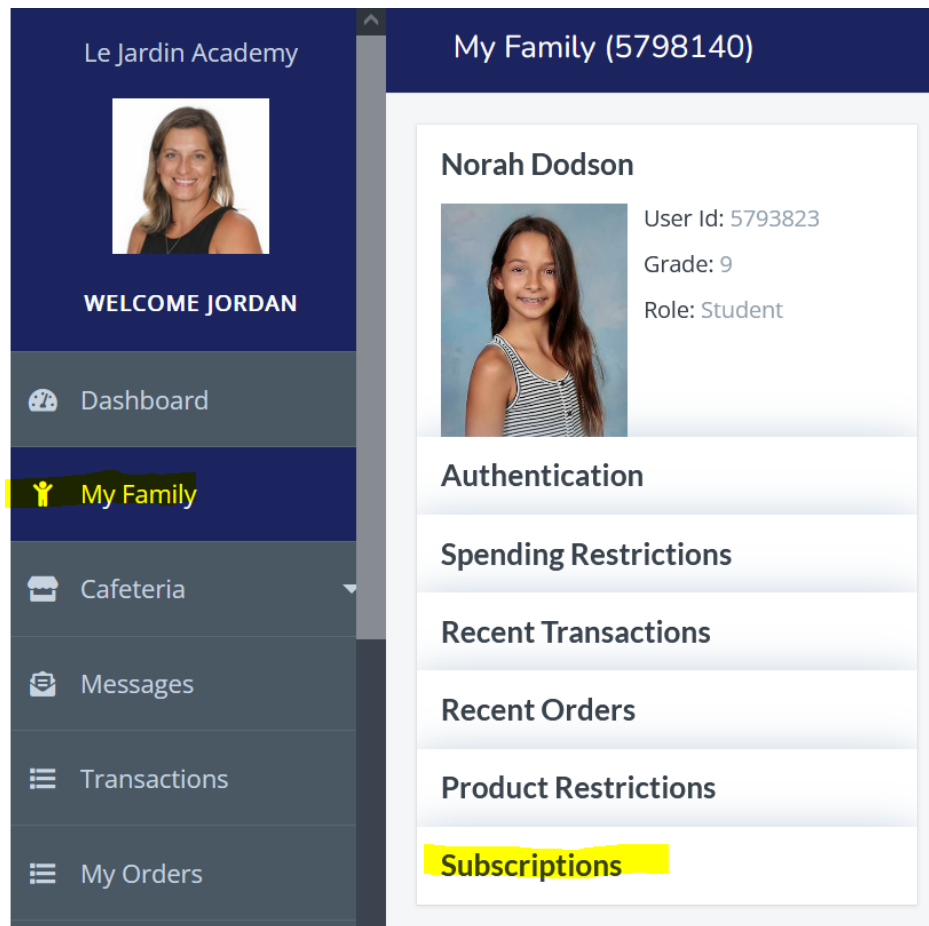 Le Jardin Academy
WELCOME JORDAN
Dashboard
My Family
Cafeteria
Messages
Transactions
My Orders
My Family (5798140)
Norah Dodson
User Id: 5793823
Grade: 9
Role: Student
Authentication
Spending Restrictions
Recent Transactions
Recent Orders
Product Restrictions
Subscriptions